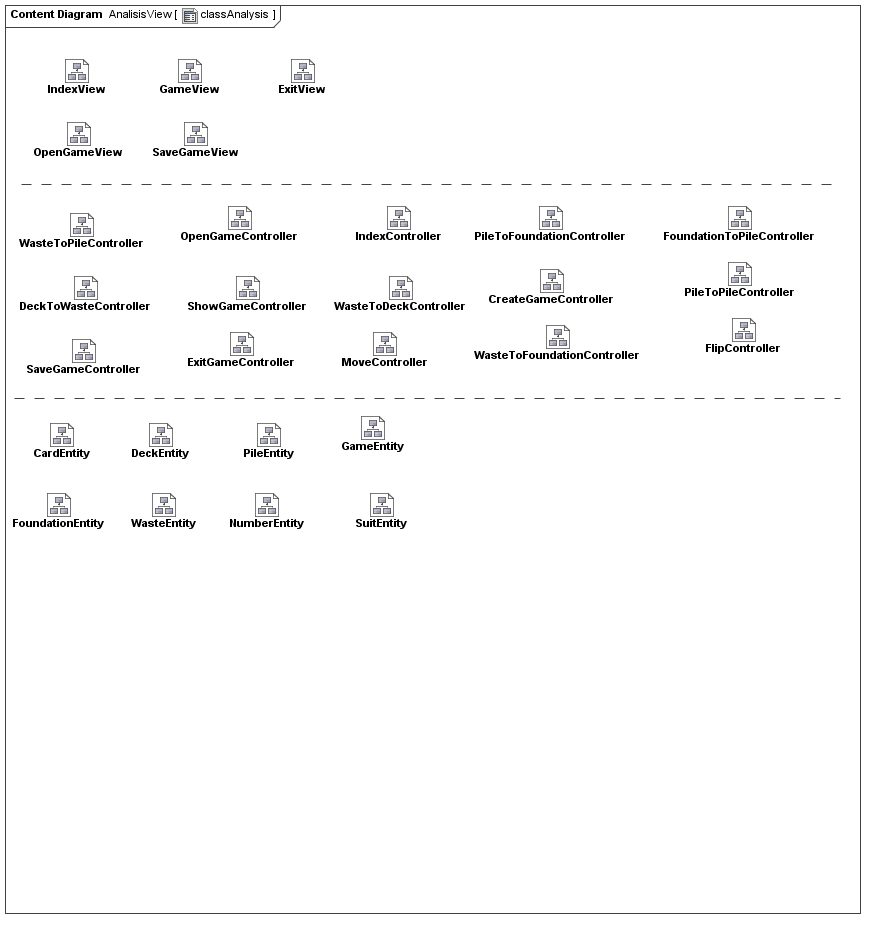 Content Diagram AnalisisView [ classAnalysis ]
IndexView GameView ExitView
OpenGameView SaveGameView
WasteToPileController OpenGameController IndexController PileToFoundationController FoundationToPileController
DeckToWasteController ShowGameController WasteToDeckController CreateGameController PileToPileController
SaveGameController ExitGameController MoveController WasteToFoundationController FlipController
CardEntity DeckEntity PileEntity GameEntity
FoundationEntity WasteEntity NumberEntity SuitEntity